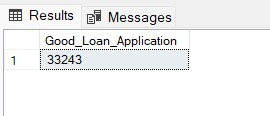 Results Messages
Good_Loan_Application
1 33243